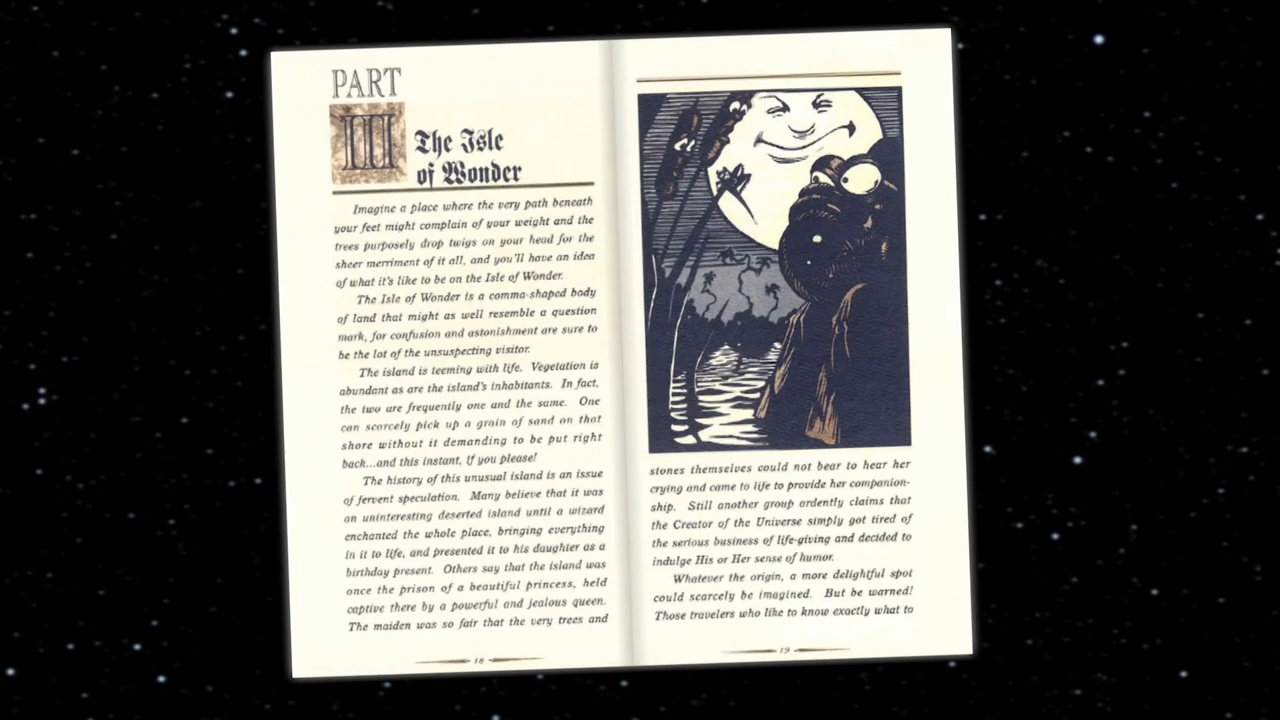 PART
III
The Isle
of Wonder
Imagine a place where the very path beneath
your feet might complain of your weight and the
trees purposely drop twigs on your head for the
sheer merriment of it all, and you'll have an idea
of what it's like to be on the Isle of Wonder.
The Isle of Wonder is a comma-shaped body
of land that might as well resemble a question
mark, for confusion and astonishment are sure to
be the lot of the unsuspecting visitor.
The island is teeming with life. Vegetation is
abundant as are the island's inhabitants. In fact,
the two are frequently one and the same. One
can scarcely pick up a grain of sand on that
shore without it demanding to be put right
back...and this instant, if you please!
The history of this unusual island is an issue
of fervent speculation. Many believe that it was
an uninteresting deserted island until a wizard
enchanted the whole place, bringing everything
in it to life, and presented it to his daughter as a
birthday present. Others say that the island was
once the prison of a beautiful princess, held
captive there by a powerful and jealous queen.
The maiden was so fair that the very trees and
18
stones themselves could not bear to hear her
crying and came to life to provide her companion-
ship. Still another group ardently claims that
the Creator of the Universe simply got tired of
the serious business of life-giving and decided to
indulge His or Her sense of humor.
Whatever the origin, a more delightful spot
could scarcely be imagined. But be warned!
Those travelers who like to know exactly what to
19